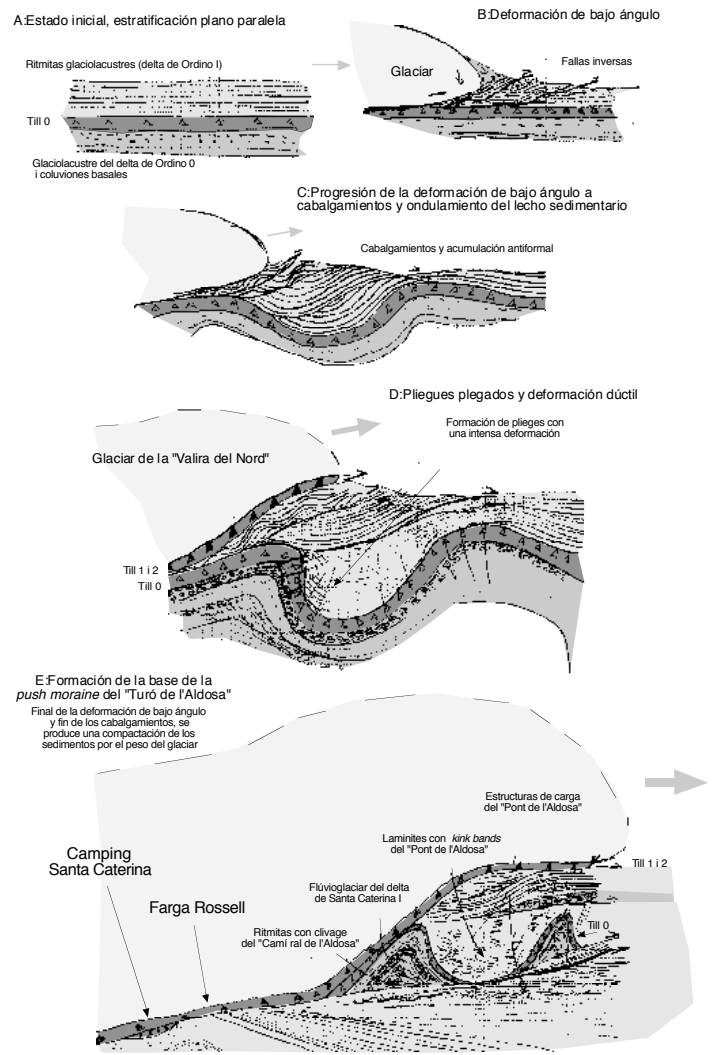 A:Estado inicial, estratificación plano paralela
Ritmitas glaciolacustres (delta de Ordino I)
Till 0
Glaciolacustre del delta de Ordino 0
i coluviones basales
B:Deformación de bajo ángulo
Glaciar
Fallas inversas
C:Progresión de la deformación de bajo ángulo a
cabalgamientos y ondulamiento del lecho sedimentario
Cabalgamientos y acumulación antiformal
D:Pliegues plegados y deformación dúctil
Formación de plieges con
una intensa deformación
Glaciar de la "Valira del Nord"
Till 1 i 2
Till 0
E:Formación de la base de la
push moraine del "Turó de l'Aldosa"
Final de la deformación de bajo ángulo
y fin de los cabalgamientos, se
produce una compactación de los
sedimentos por el peso del glaciar
Estructuras de carga
del "Pont de l'Aldosa"
Laminites con kink bands
del "Pont de l'Aldosa"
Till 1 i 2
Camping
Santa Caterina
Flúvioglaciar del delta
de Santa Caterina I
Farga Rossell
Till 0
Ritmitas con clivage
del "Camí ral de l'Aldosa"